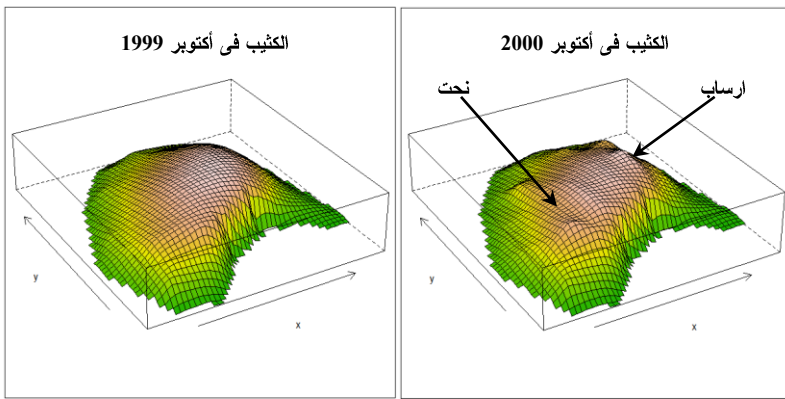 الكثيب فى أكتوبر 1999
y
x
الكثيب فى أكتوبر 2000
نحت
ارساب
y
x